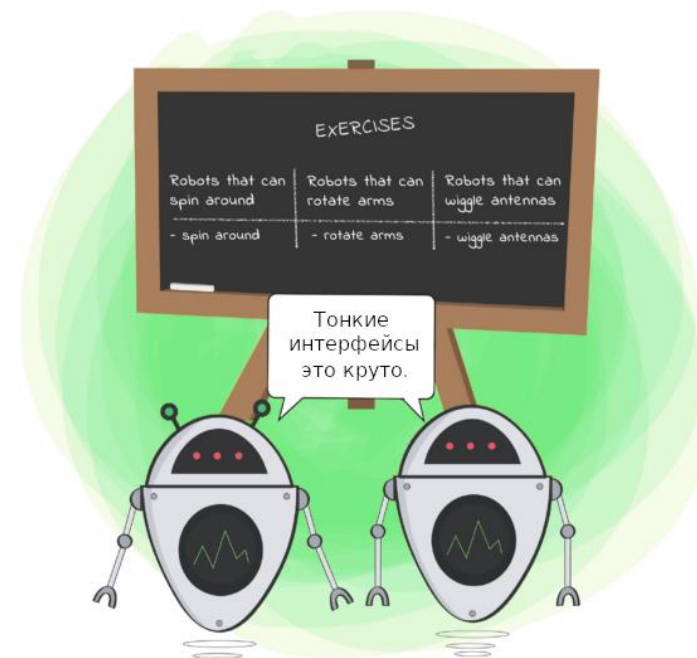 EXERCISES
Robots that can
spin around
- spin around
Robots that can
rotate arms
- rotate arms
Robots that can
wiggle antennas
- wiggle antennas
Тонкие
интерфейсы
это круто.